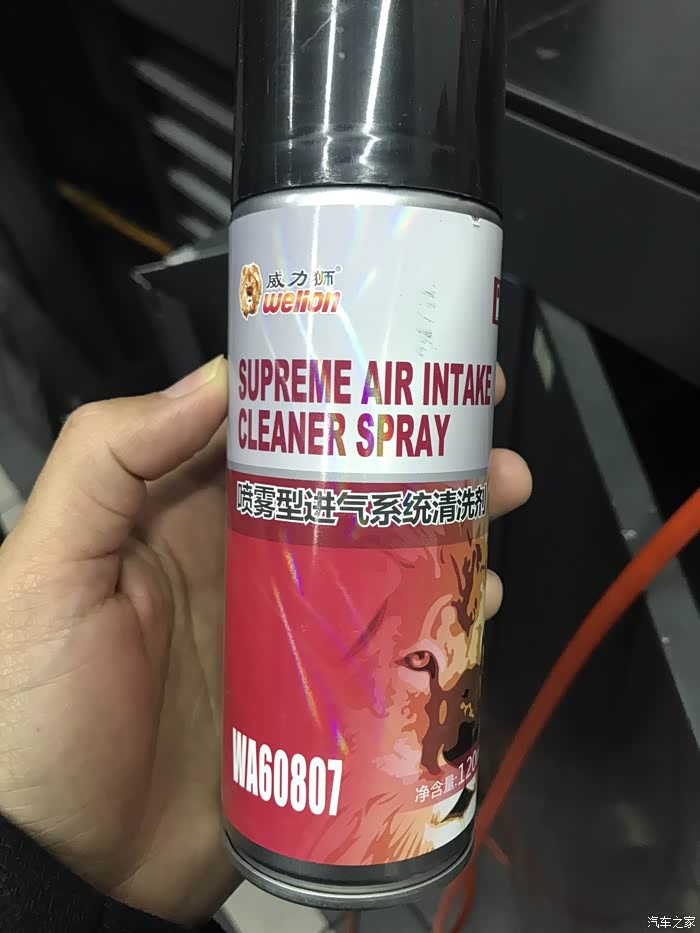 威力狮®
welion
SUPREME AIR INTAKE
CLEANER SPRAY
喷雾型进气系统清洗剂
WA60807
净含量:120
汽车之家